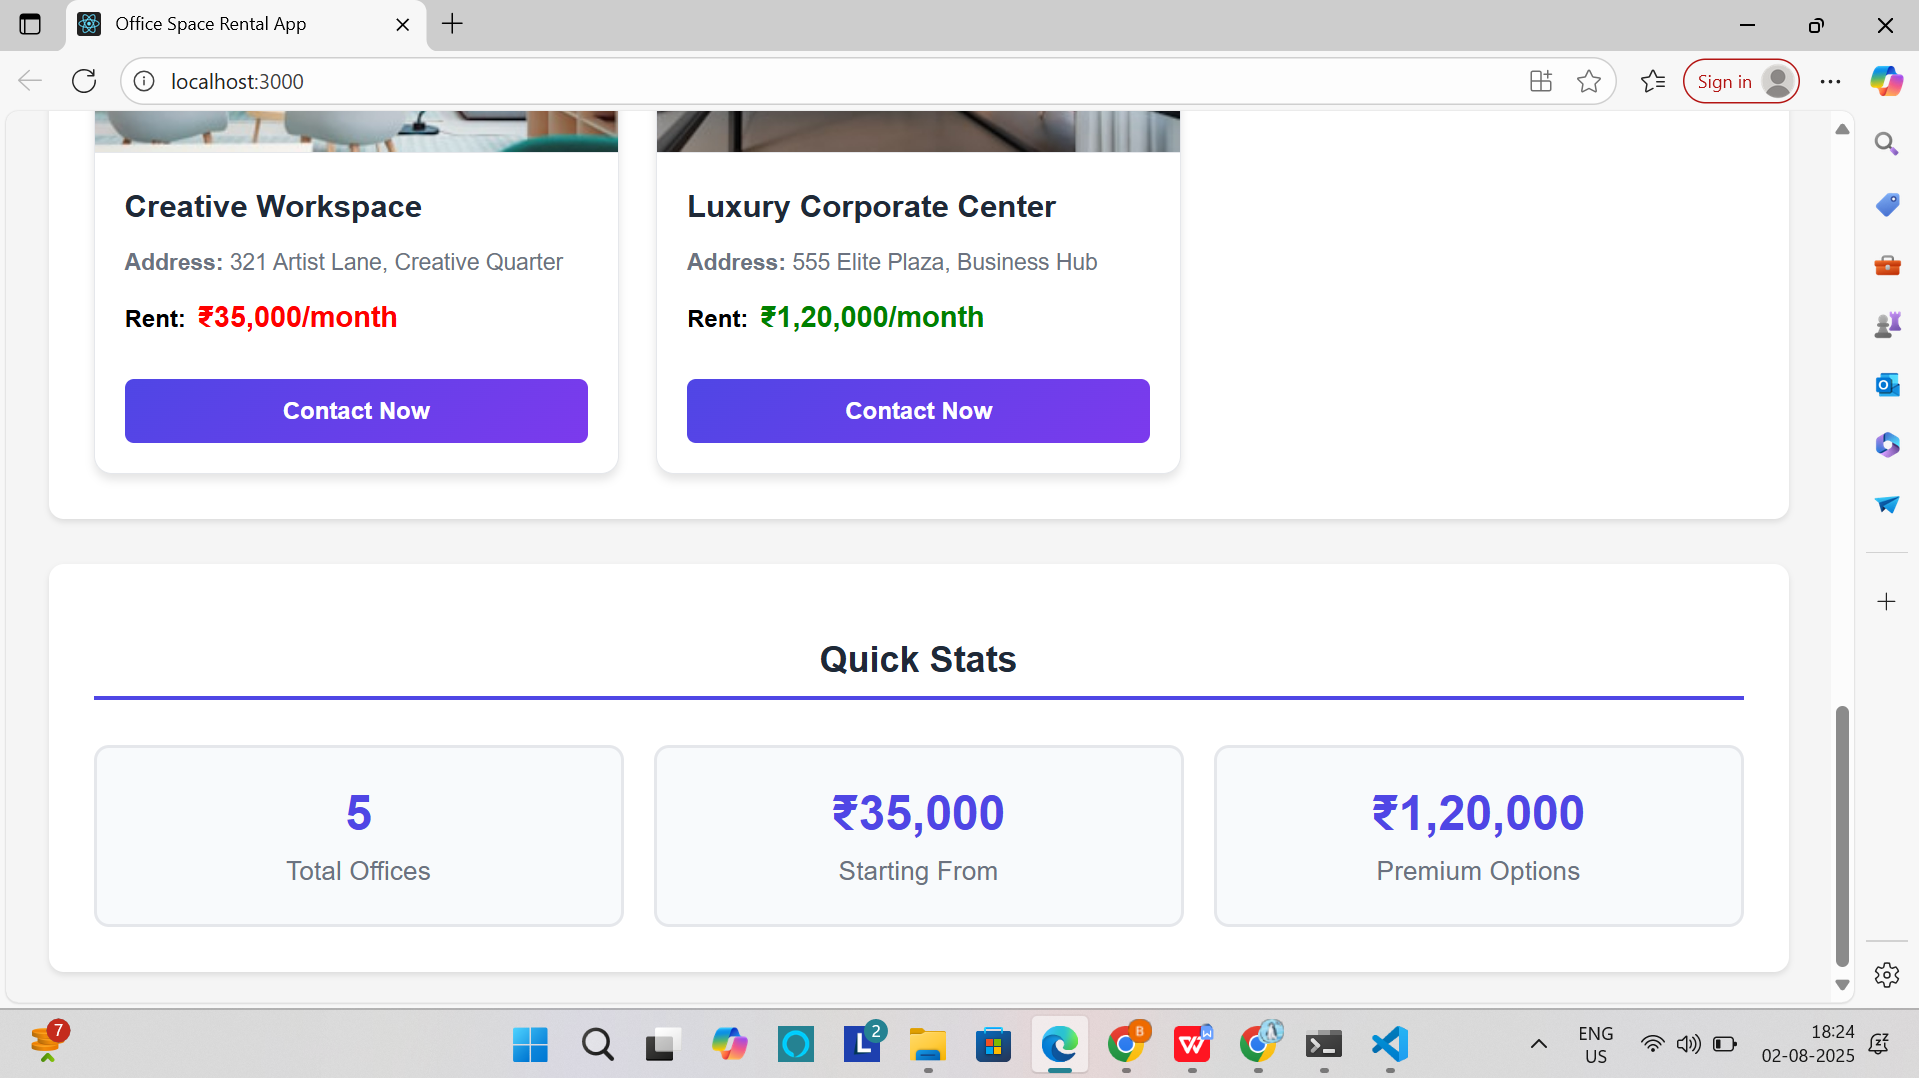 Office Space Rental App
localhost:3000
Sign in
Creative Workspace
Address: 321 Artist Lane, Creative Quarter
Rent: ₹35,000/month
Contact Now
Luxury Corporate Center
Address: 555 Elite Plaza, Business Hub
Rent: ₹1,20,000/month
Contact Now
Quick Stats
5
Total Offices
₹35,000
Starting From
₹1,20,000
Premium Options
7
L
2
B
W
W
ENG
US
18:24
02-08-2025